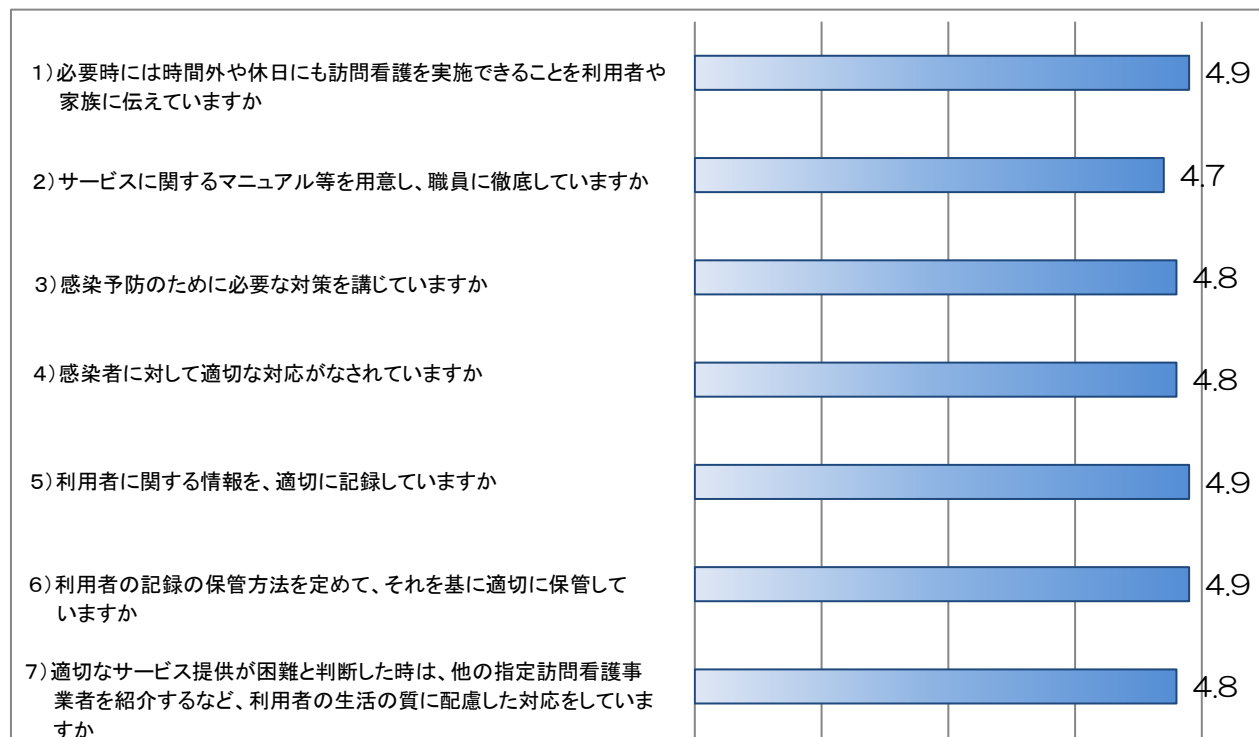 1)必要時には時間外や休日にも訪問看護を実施できることを利用者や
家族に伝えていますか
4.9
2)サービスに関するマニュアル等を用意し、職員に徹底していますか
4.7
3)感染予防のために必要な対策を講じていますか
4.8
4)感染者に対して適切な対応がなされていますか
4.8
5)利用者に関する情報を、適切に記録していますか
4.9
6)利用者の記録の保管方法を定めて、それを基に適切に保管して
いますか
4.9
7)適切なサービス提供が困難と判断した時は、他の指定訪問看護事
業者を紹介するなど、利用者の生活の質に配慮した対応をしていま
すか
4.8